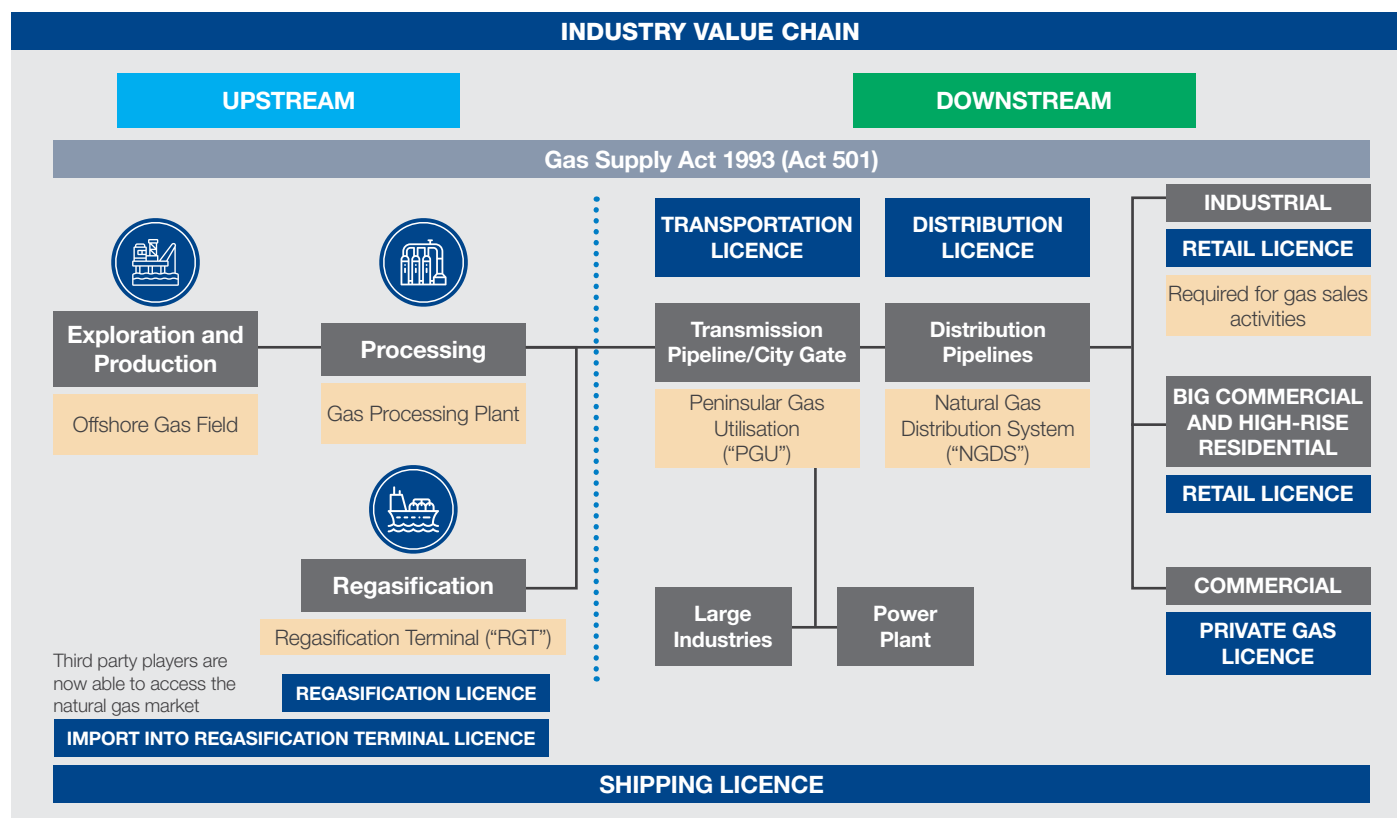 INDUSTRY VALUE CHAIN
UPSTREAM
DOWNSTREAM
Gas Supply Act 1993 (Act 501)
Exploration and
Production
Offshore Gas Field
Processing
Gas Processing Plant
Regasification
Regasification Terminal (“RGT”)
Third party players are
now able to access the
natural gas market
REGASIFICATION LICENCE
IMPORT INTO REGASIFICATION TERMINAL LICENCE
TRANSPORTATION
LICENCE
Transmission
Pipeline/City Gate
Peninsular Gas
Utilisation
(“PGU”)
Large
Industries
Power
Plant
DISTRIBUTION
LICENCE
Distribution
Pipelines
Natural Gas
Distribution System
(“NGDS”)
INDUSTRIAL
RETAIL LICENCE
Required for gas sales
activities
BIG COMMERCIAL
AND HIGH-RISE
RESIDENTIAL
RETAIL LICENCE
COMMERCIAL
PRIVATE GAS
LICENCE
SHIPPING LICENCE